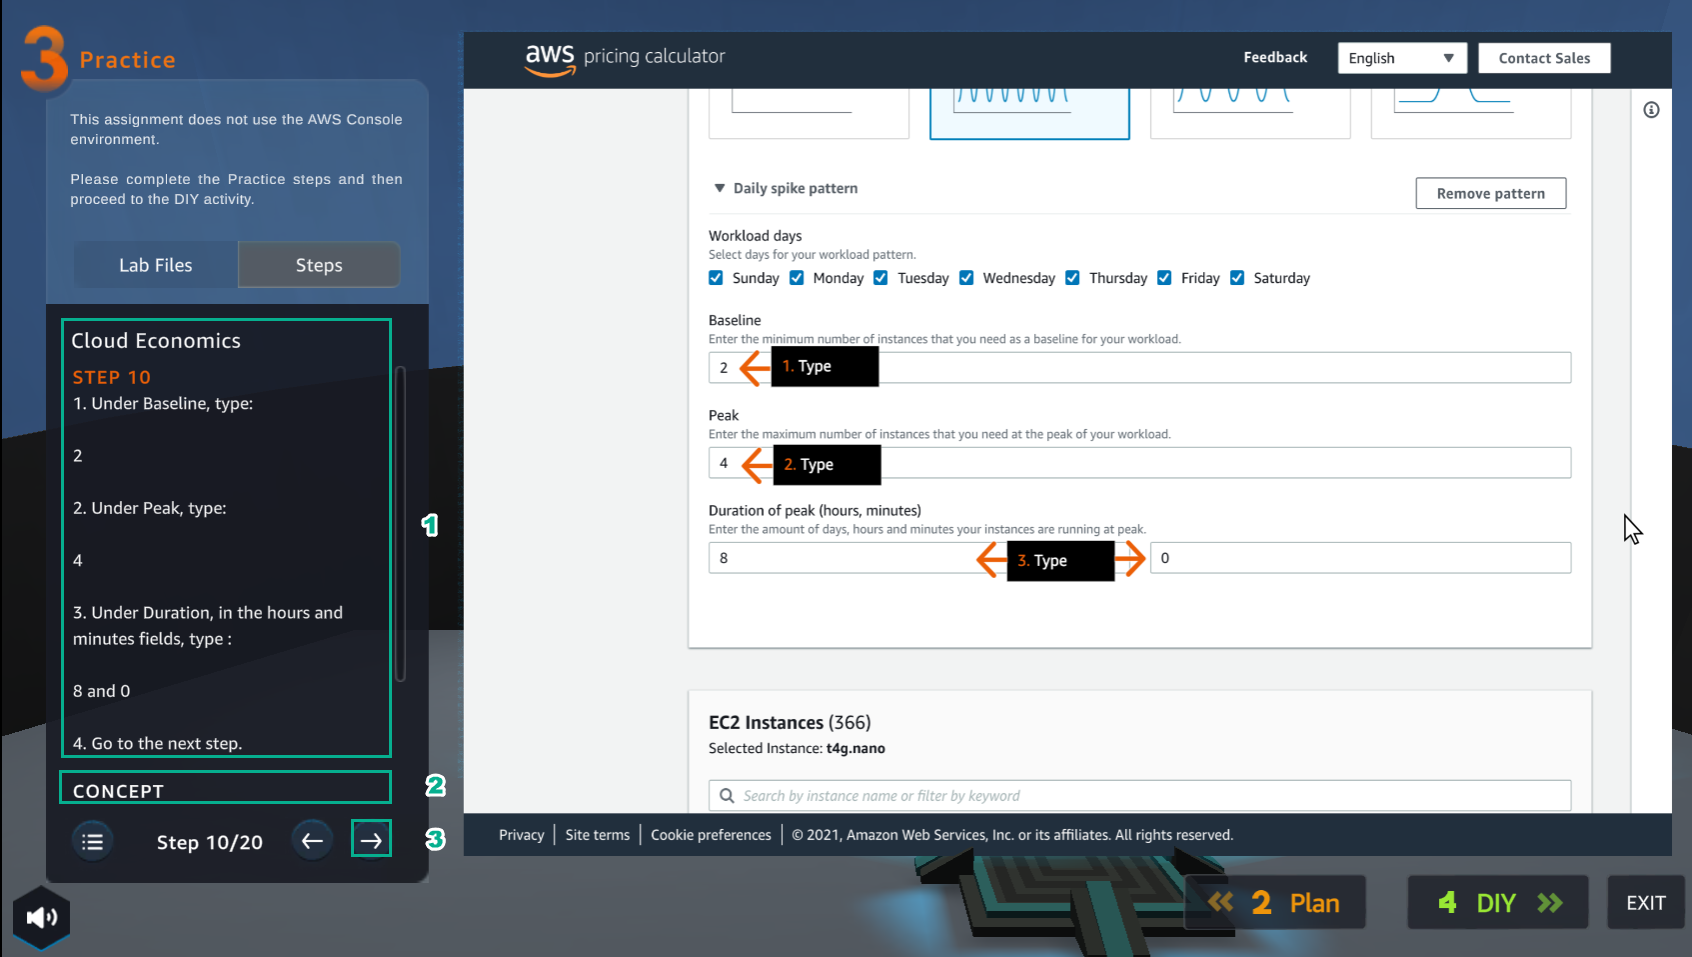 3 Practice
This assignment does not use the AWS Console
environment.
Please complete the Practice steps and then
proceed to the DIY activity.
Lab Files
Steps
Cloud Economics
STEP 10
1. Under Baseline, type:
2
2. Under Peak, type:
4
3. Under Duration, in the hours and
minutes fields, type :
8 and 0
4. Go to the next step.
1
CONCEPT
2
Step 10/20
3
aws pricing calculator
Feedback
English
Contact Sales
Daily spike pattern
Remove pattern
Workload days
Select days for your workload pattern.
Sunday Monday Tuesday Wednesday Thursday Friday Saturday
Baseline
Enter the minimum number of instances that you need as a baseline for your workload.
2
1. Type
Peak
Enter the maximum number of instances that you need at the peak of your workload.
4
2. Type
Duration of peak (hours, minutes)
Enter the amount of days, hours and minutes your instances are running at peak.
8
3. Type
0
EC2 Instances (366)
Selected Instance: t4g.nano
Search by instance name or filter by keyword
Privacy | Site terms | Cookie preferences | © 2021, Amazon Web Services, Inc. or its affiliates. All rights reserved.
2 Plan
4 DIY
EXIT